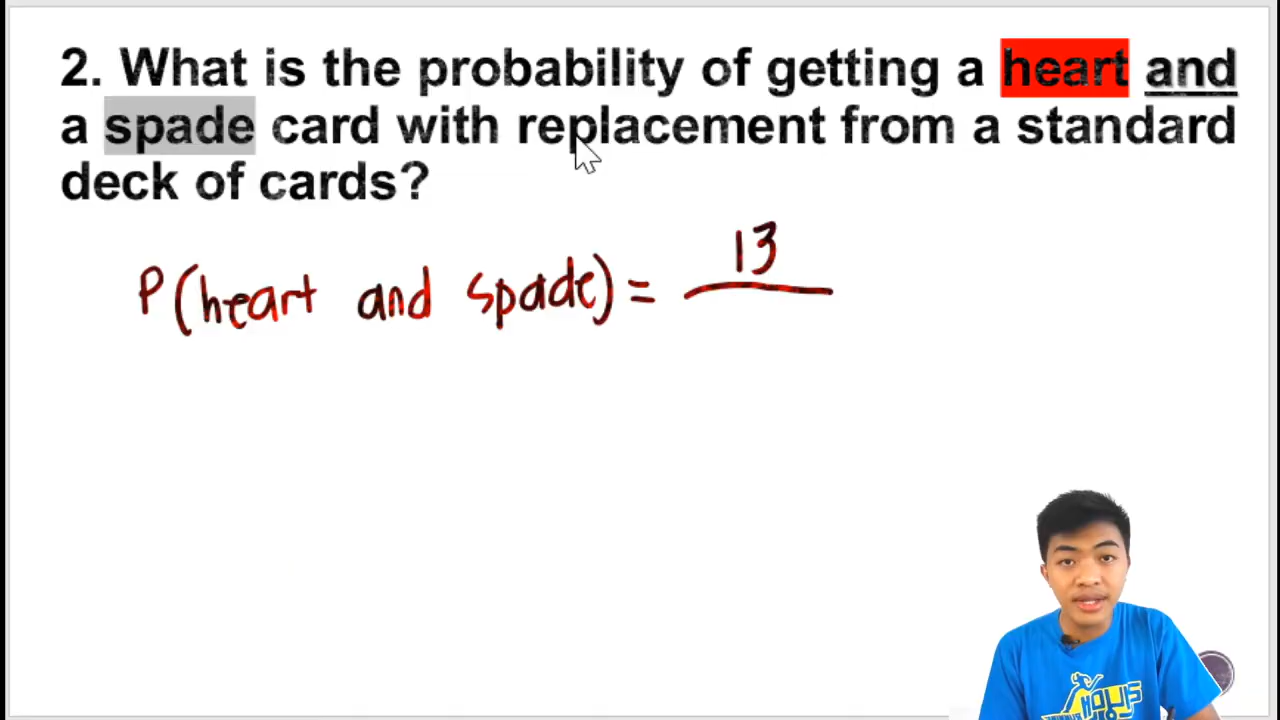 2. What is the probability of getting a heart and
a spade card with replacement from a standard
deck of cards?
13
P(heart and spade) =